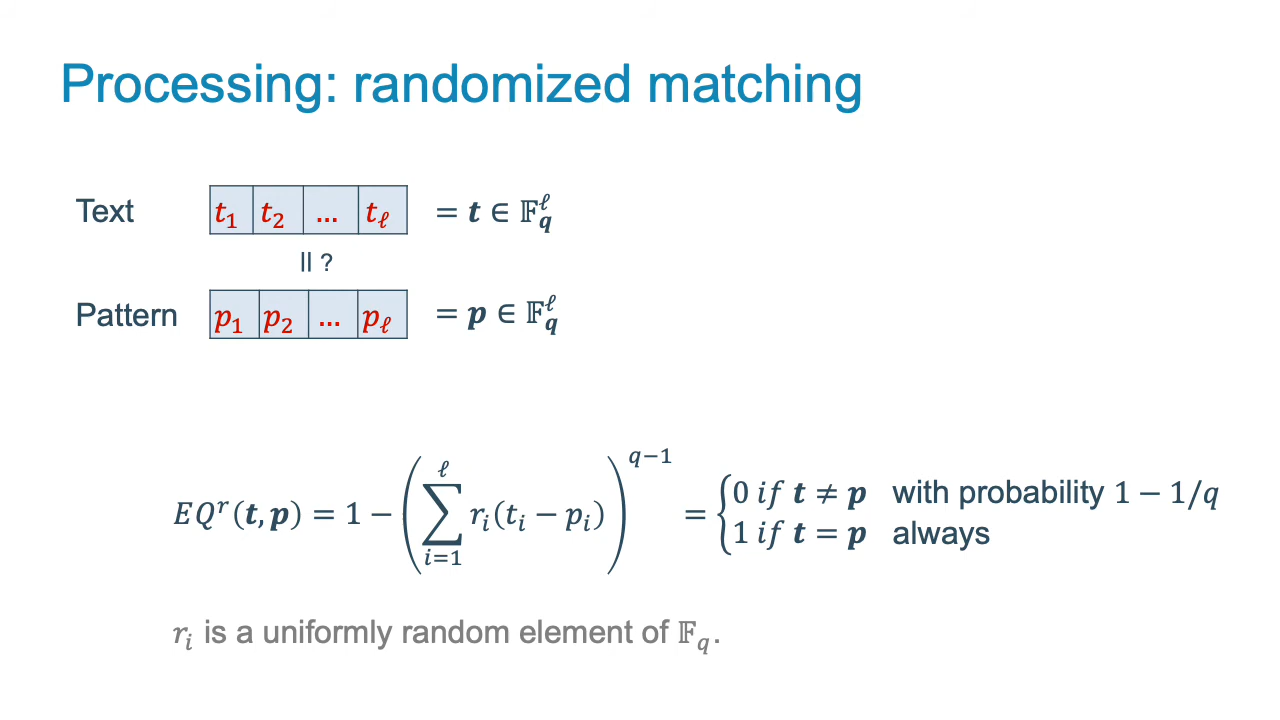 Processing: randomized matching
Text t₁ t₂ ... t_ℓ = 𝒕 ∈ 𝔽_𝒒^ℓ
|| ?
Pattern p₁ p₂ ... p_ℓ = 𝒑 ∈ 𝔽_𝒒^ℓ
EQ^r(𝒕, 𝒑) = 1 − (∑_{i=1}^{ℓ} r_i(t_i − p_i))^{q−1} = { 0 if 𝒕 ≠ 𝒑 with probability 1 − 1/q
1 if 𝒕 = 𝒑 always
r_i is a uniformly random element of 𝔽_q.